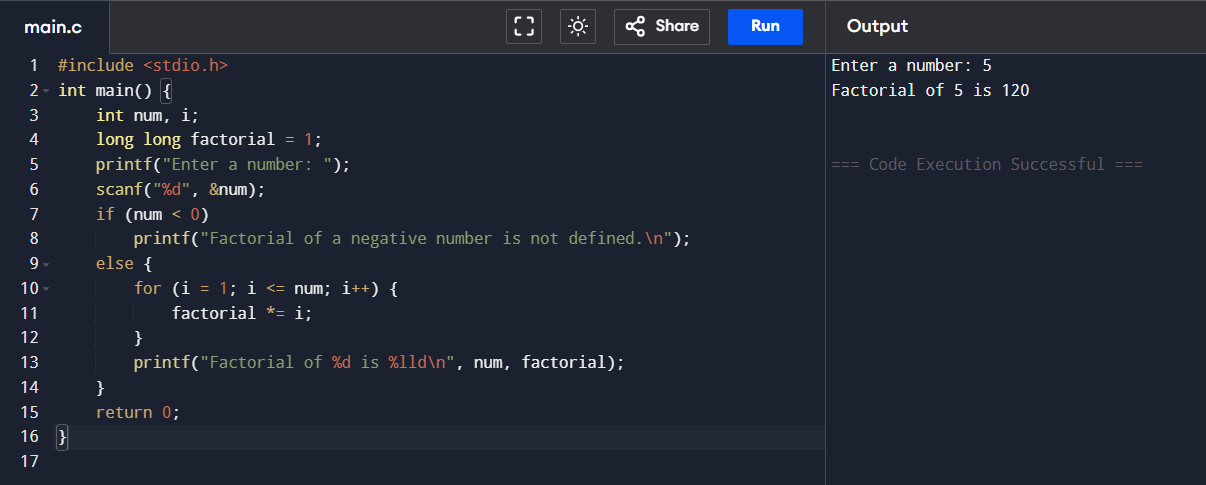 main.c
Share
Run
Output
1 #include <stdio.h>
2 int main() {
3     int num, i;
4     long long factorial = 1;
5     printf("Enter a number: ");
6     scanf("%d", &num);
7     if (num < 0)
8         printf("Factorial of a negative number is not defined.\n");
9     else {
10         for (i = 1; i <= num; i++) {
11             factorial *= i;
12         }
13         printf("Factorial of %d is %lld\n", num, factorial);
14     }
15     return 0;
16 }
17
Enter a number: 5
Factorial of 5 is 120
=== Code Execution Successful ===